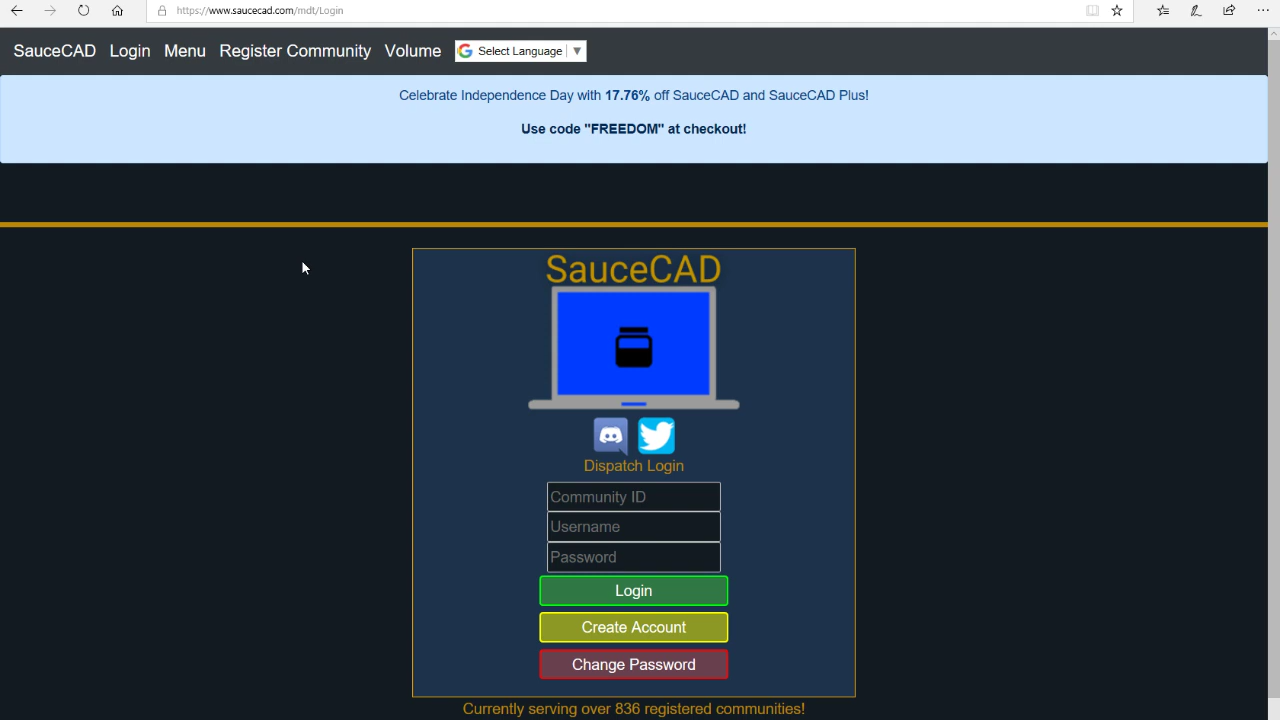 https://www.saucecad.com/mdt/Login
SauceCAD Login Menu Register Community Volume Select Language ▼
Celebrate Independence Day with 17.76% off SauceCAD and SauceCAD Plus!
Use code "FREEDOM" at checkout!
SauceCAD
Dispatch Login
Community ID
Username
Password
Login
Create Account
Change Password
Currently serving over 836 registered communities!